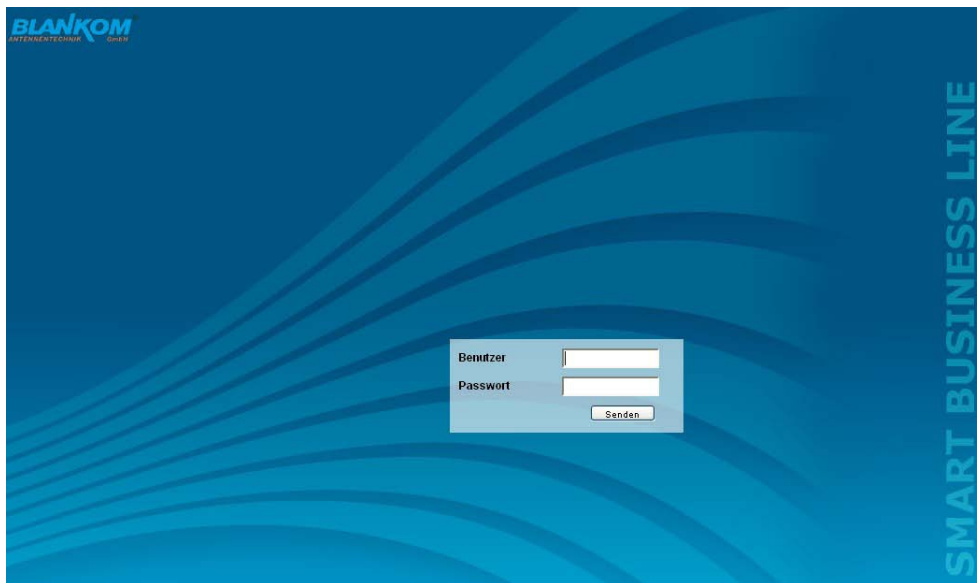 BLANKOM
ANTENNENTECHNIK GmbH
Benutzer
Passwort
Senden
SMART BUSINESS LINE